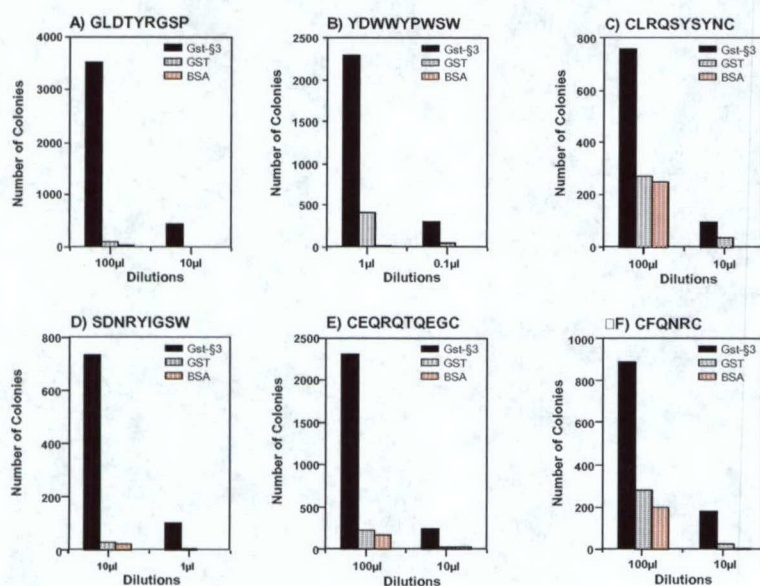 A) GLDTYRGSP
Number of Colonies
4000
3000
2000
1000
0
Gst-§3
GST
BSA
100µl
10µl
Dilutions
B) YDWWYPWSW
Number of Colonies
2500
2000
1500
1000
500
0
Gst-§3
GST
BSA
1µl
0.1µl
Dilutions
C) CLRQSYSYNC
Number of Colonies
800
600
400
200
0
Gst-§3
GST
BSA
100µl
10µl
Dilutions
D) SDNRYIGSW
Number of Colonies
800
600
400
200
0
Gst-§3
GST
BSA
10µl
1µl
Dilutions
E) CEQRQTQEGC
Number of Colonies
2500
2000
1500
1000
500
0
Gst-§3
GST
BSA
100µl
10µl
Dilutions
□F) CFQNRC
Number of Colonies
1000
800
600
400
200
0
Gst-§3
GST
BSA
100µl
10µl
Dilutions